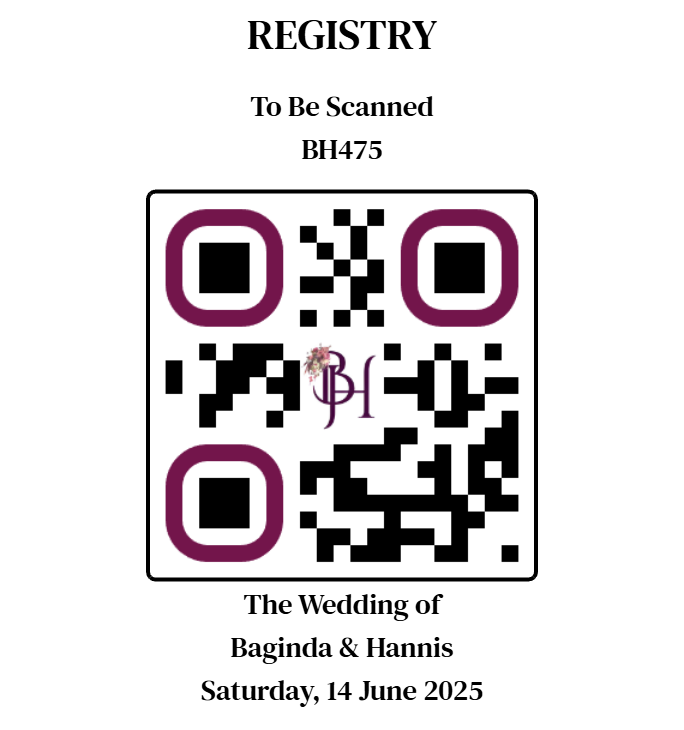 REGISTRY
To Be Scanned
BH475
BH
The Wedding of
Baginda & Hannis
Saturday, 14 June 2025